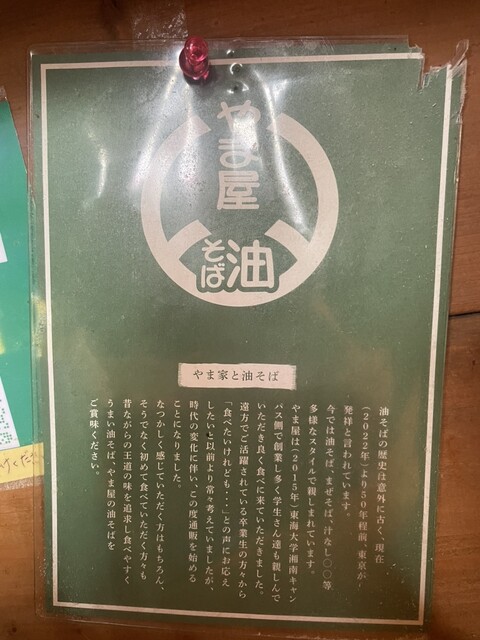 やま屋
油
そば
やま家と油そば
油そばの歴史は意外に古く、現在
(2022年)より50年程前、東京が
発祥と言われています。
今では油そば、まぜそば、汁なし〇〇等
多様なスタイルで親しまれています。
やま屋は(2015年)東海大学湘南キャン
パス側で創業し多く学生さん達も親しんで
いただき良く食べに来ていただきました。
遠方でご活躍されている卒業生の方々から
「食べたいけれども・・」との声にお応え
したいと以前より常々考えていましたが、
時代の変化に伴い、この度通販を始める
ことになりました。
なつかしく感じていただく方はもちろん、
そうでなく初めて食べていただく方々も
昔ながらの王道の味を追求し食べやすく
うまい油そば、やま屋の油そばを
ご賞味ください。